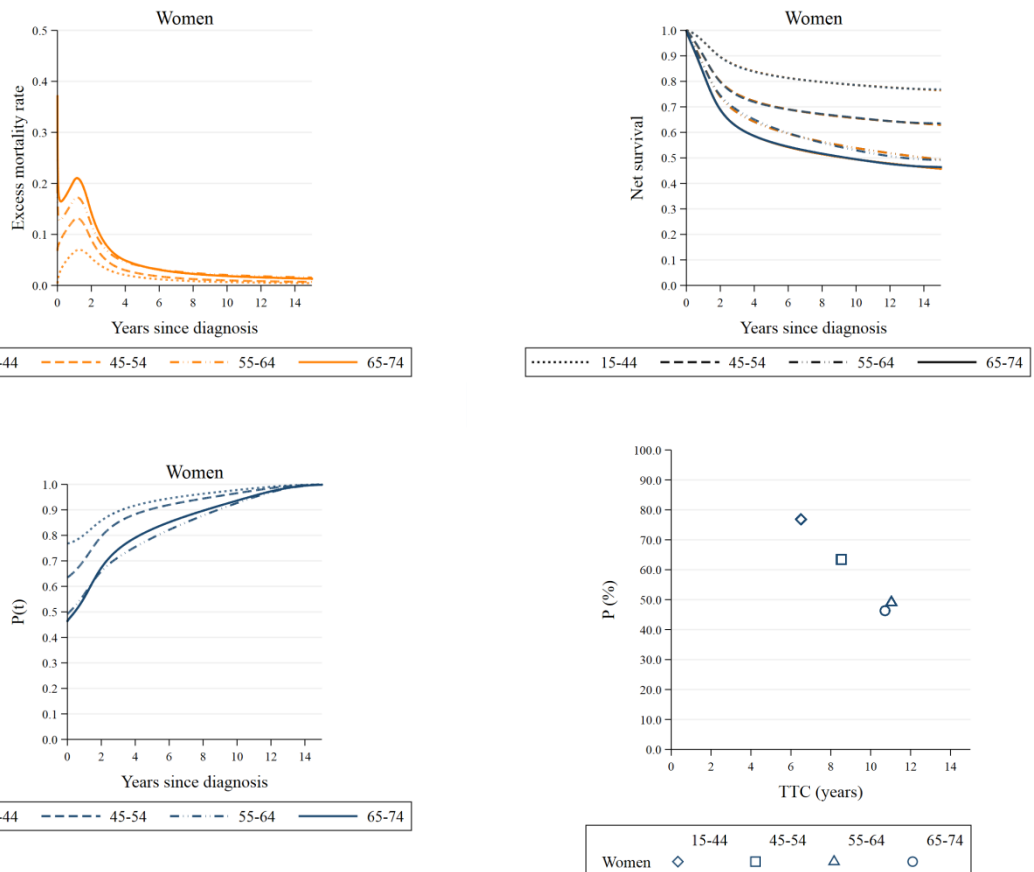 Women
0.5
0.4
0.3
0.2
0.1
0.0
Excess mortality rate
0 2 4 6 8 10 12 14
Years since diagnosis
-44 45-54 55-64 65-74
Women
1.0
0.9
0.8
0.7
0.6
0.5
0.4
0.3
0.2
0.1
0.0
Net survival
0 2 4 6 8 10 12 14
Years since diagnosis
15-44 45-54 55-64 65-74
Women
1.0
0.9
0.8
0.7
0.6
0.5
0.4
0.3
0.2
0.1
0.0
P(t)
0 2 4 6 8 10 12 14
Years since diagnosis
-44 45-54 55-64 65-74
100.0
90.0
80.0
70.0
60.0
50.0
40.0
30.0
20.0
10.0
0.0
P (%)
0 2 4 6 8 10 12 14
TTC (years)
15-44 45-54 55-64 65-74
Women